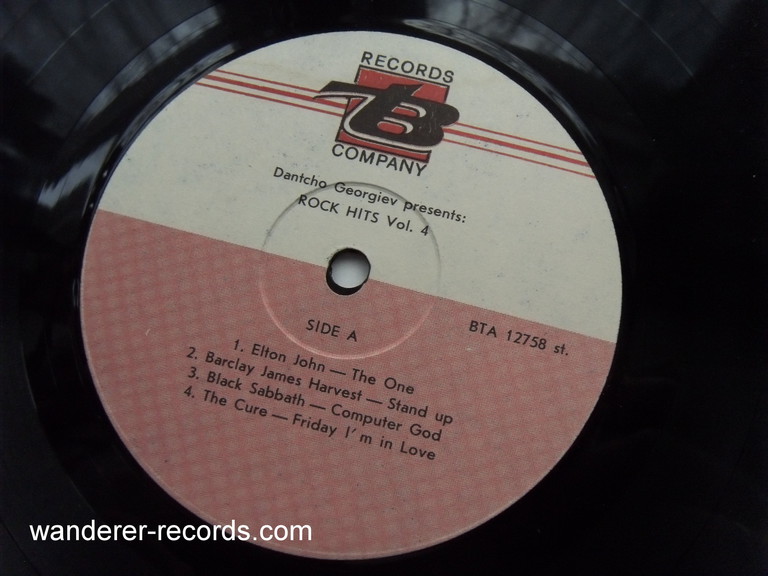 RECORDS
TB
COMPANY
Dantcho Georgiev presents:
ROCK HITS Vol. 4
SIDE A
BTA 12758 st.
1. Elton John — The One
2. Barclay James Harvest — Stand up
3. Black Sabbath — Computer God
4. The Cure — Friday I'm in Love
wanderer-records.com